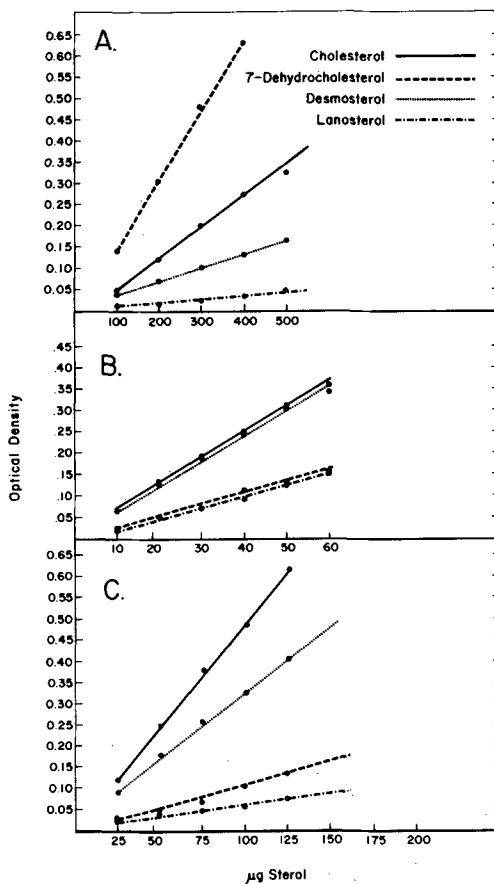 A.
0.65
0.60
0.55
0.50
0.45
0.40
0.35
0.30
0.25
0.20
0.15
0.10
0.05
Cholesterol
7-Dehydrocholesterol
Desmosterol
Lanosterol
100 200 300 400 500
B.
.45
.40
.35
.30
.25
.20
.15
.10
.05
10 20 30 40 50 60
Optical Density
C.
0.65
0.60
0.55
0.50
0.45
0.40
0.35
0.30
0.25
0.20
0.15
0.10
0.05
25 50 75 100 125 150 175 200
μg Sterol